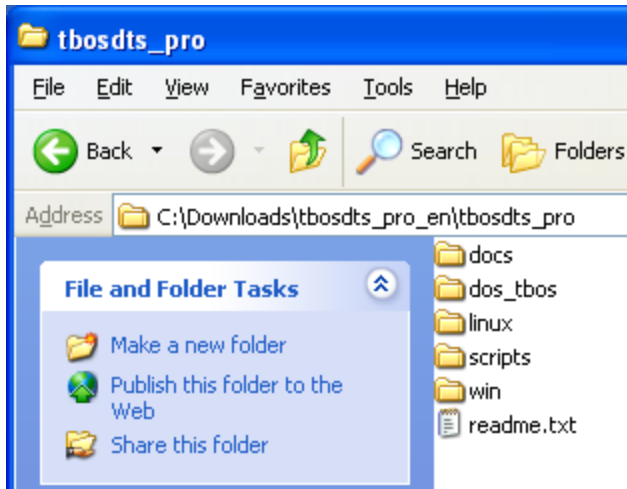 tbosdts_pro
File Edit View Favorites Tools Help
Back Search Folders
Address C:\Downloads\tbosdts_pro_en\tbosdts_pro
File and Folder Tasks
Make a new folder
Publish this folder to the
Web
Share this folder
docs
dos_tbos
linux
scripts
win
readme.txt